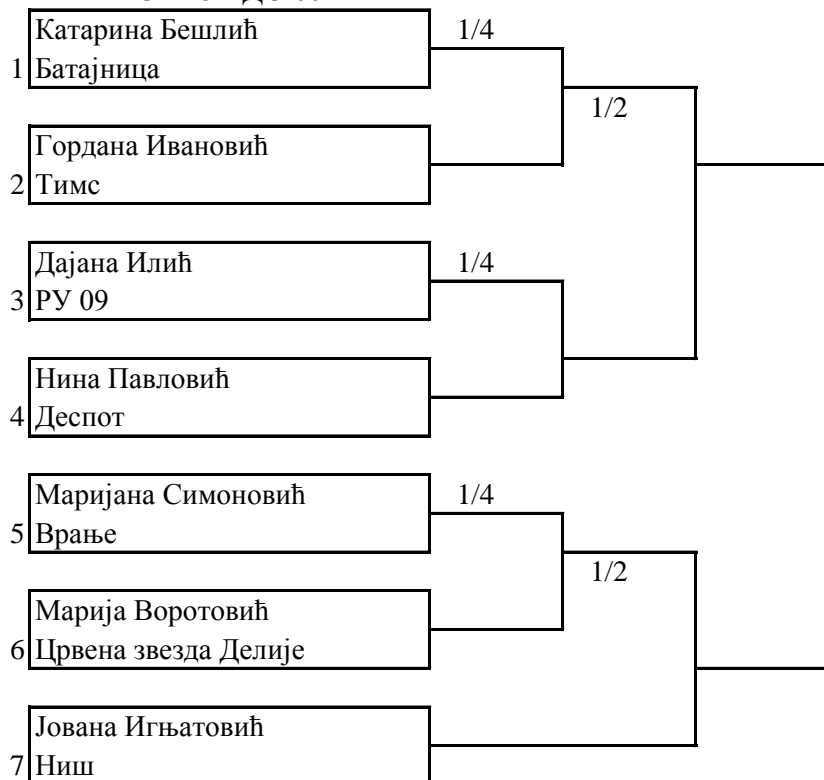 Катарина Бешлић
1/4
1 Батајница
1/2
Гордана Ивановић
2 Тимс
Дајана Илић
1/4
3 РУ 09
Нина Павловић
4 Деспот
Маријана Симоновић
1/4
5 Врање
1/2
Марија Воротовић
6 Црвена звезда Делије
Јована Игњатовић
7 Ниш